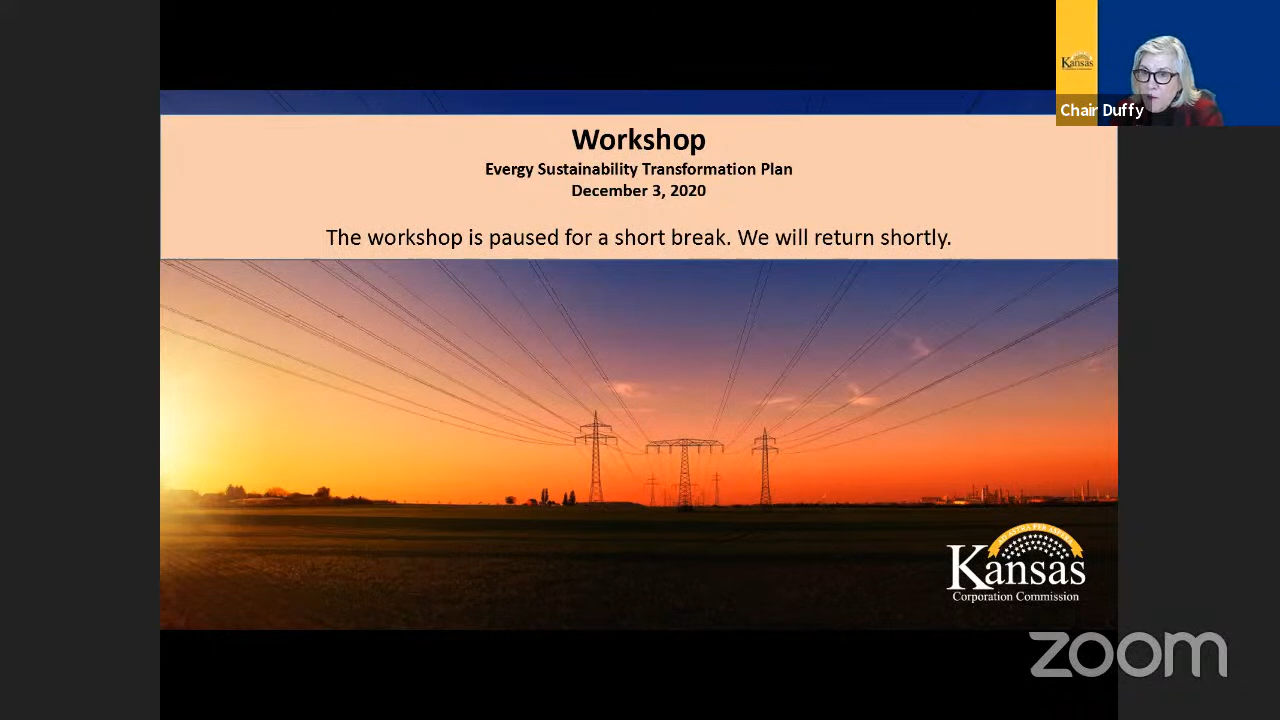 Kansas
Chair Duffy
Workshop
Evergy Sustainability Transformation Plan
December 3, 2020
The workshop is paused for a short break. We will return shortly.
Kansas
Corporation Commission
zoom